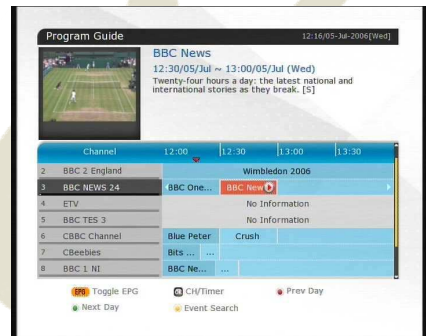 Program Guide 12:16/05-Jul-2006[Wed]
BBC News
12:30/05/Jul ~ 13:00/05/Jul (Wed)
Twenty-four hours a day: the latest national and
international stories as they break. [S]
Channel 12:00 12:30 13:00 13:30
2 BBC 2 England Wimbledon 2006
3 BBC NEWS 24 BBC One... BBC New
4 ETV No Information
5 BBC TES 3 No Information
6 CBBC Channel Blue Peter Crush
7 CBeebies Bits ... ...
8 BBC 1 NI BBC Ne... ...
EPG Toggle EPG CH/Timer Prev Day
Next Day Event Search